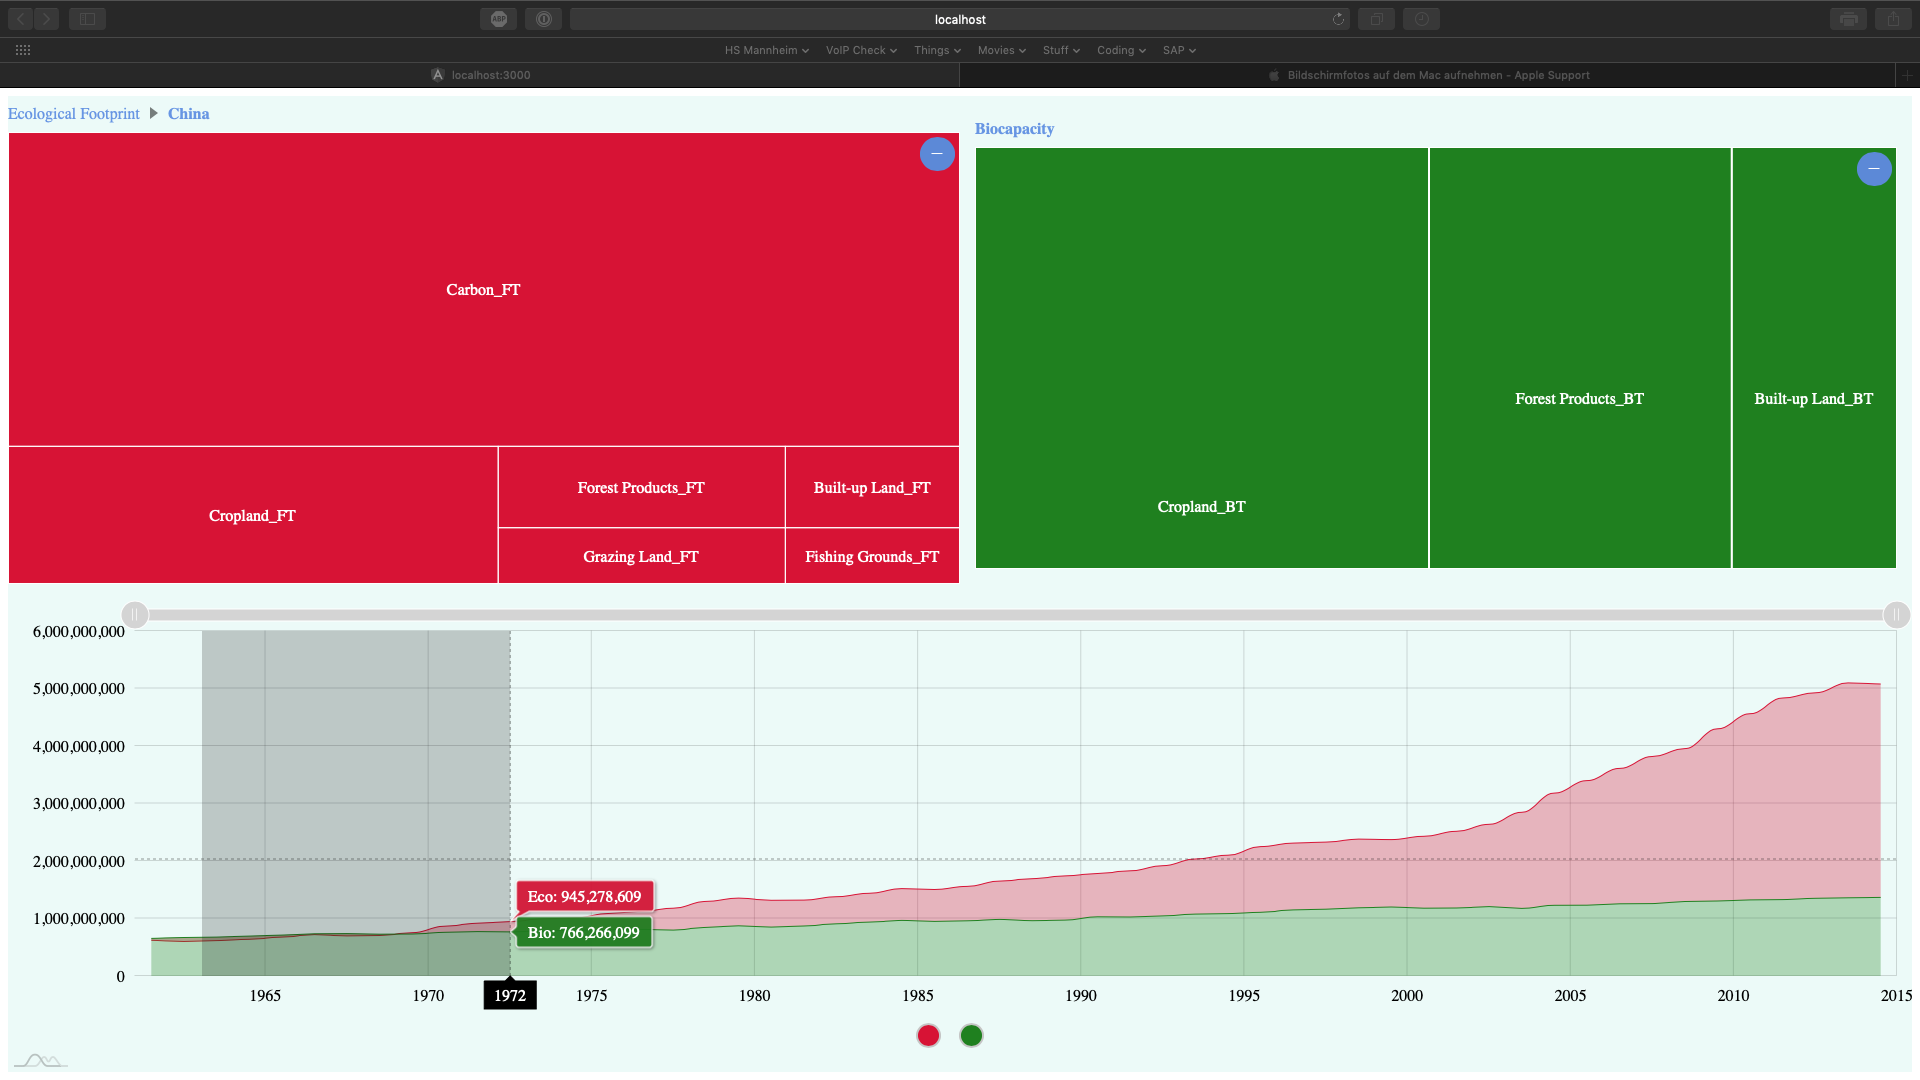 localhost
ABP
HS Mannheim VoIP Check Things Movies Stuff Coding SAP
localhost:3000
Bildschirmfotos auf dem Mac aufnehmen - Apple Support
Ecological Footprint China
Carbon_FT
Cropland_FT
Forest Products_FT
Built-up Land_FT
Grazing Land_FT
Fishing Grounds_FT
Biocapacity
Cropland_BT
Forest Products_BT
Built-up Land_BT
6,000,000,000
5,000,000,000
4,000,000,000
3,000,000,000
2,000,000,000
1,000,000,000
0
Eco: 945,278,609
Bio: 766,266,099
1965 1970 1972 1975 1980 1985 1990 1995 2000 2005 2010 2015